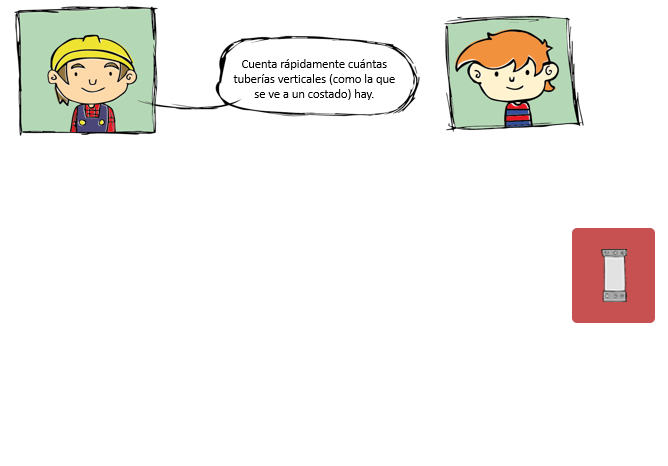 Cuenta rápidamente cuántas
tuberías verticales (como la que
se ve a un costado) hay.